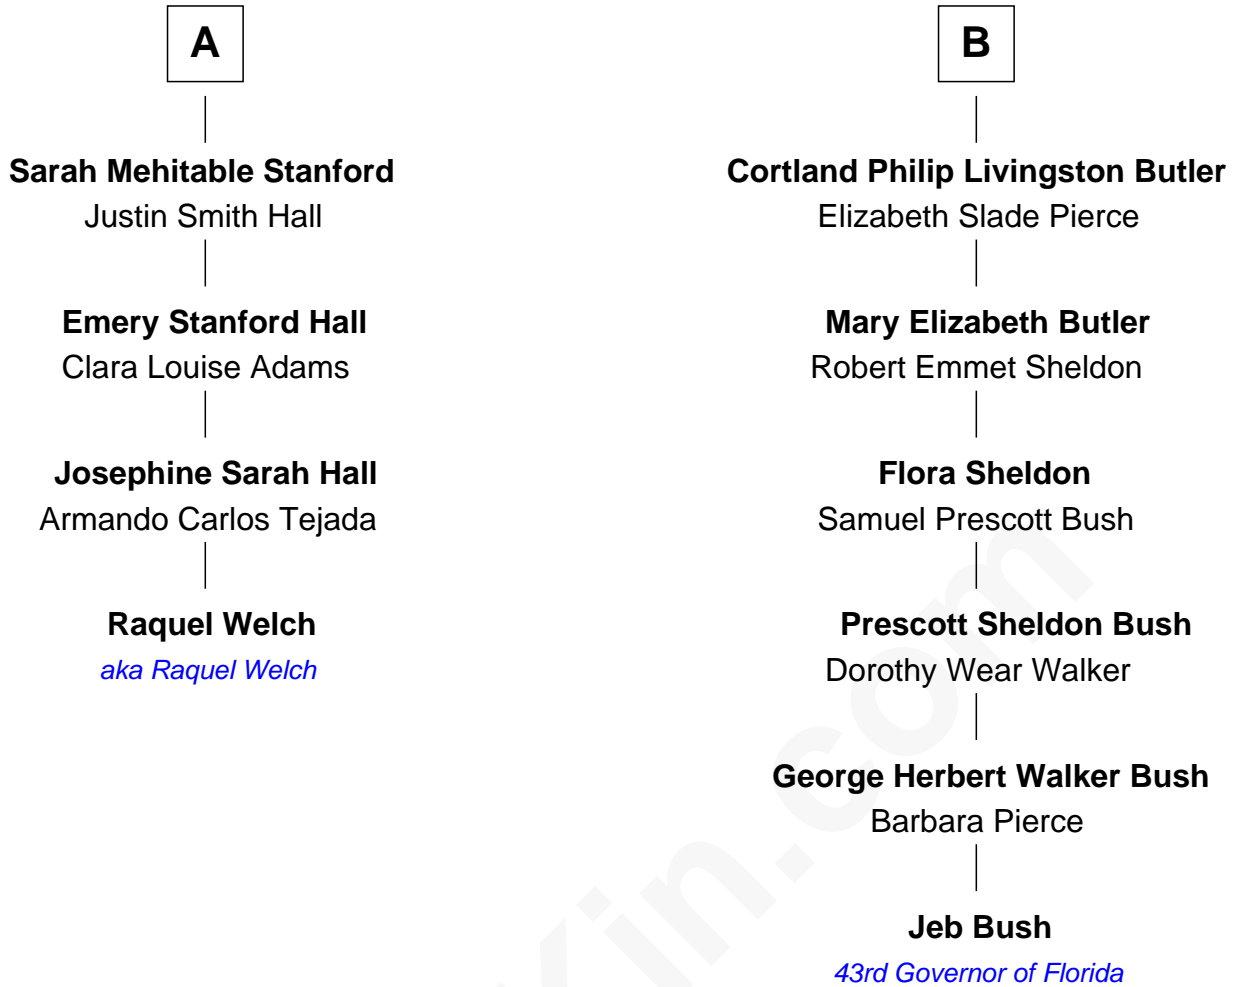 A
Sarah Mehitable Stanford
Justin Smith Hall
Emery Stanford Hall
Clara Louise Adams
Josephine Sarah Hall
Armando Carlos Tejada
Raquel Welch
aka Raquel Welch
B
Cortland Philip Livingston Butler
Elizabeth Slade Pierce
Mary Elizabeth Butler
Robert Emmet Sheldon
Flora Sheldon
Samuel Prescott Bush
Prescott Sheldon Bush
Dorothy Wear Walker
George Herbert Walker Bush
Barbara Pierce
Jeb Bush
43rd Governor of Florida
Kin.com